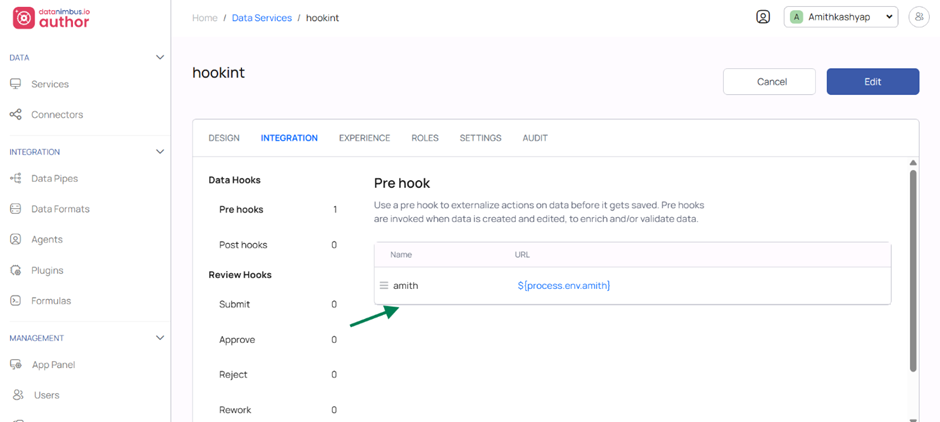 datanimbus.io
author
Home / Data Services / hookint
A Amithkashyap
DATA
Services
Connectors
INTEGRATION
Data Pipes
Data Formats
Agents
Plugins
Formulas
MANAGEMENT
App Panel
Users
hookint
Cancel Edit
DESIGN INTEGRATION EXPERIENCE ROLES SETTINGS AUDIT
Data Hooks
Pre hooks 1
Post hooks 0
Review Hooks
Submit 0
Approve 0
Reject 0
Rework 0
Pre hook
Use a pre hook to externalize actions on data before it gets saved. Pre hooks
are invoked when data is created and edited, to enrich and/or validate data.
Name URL
amith ${process.env.amith}